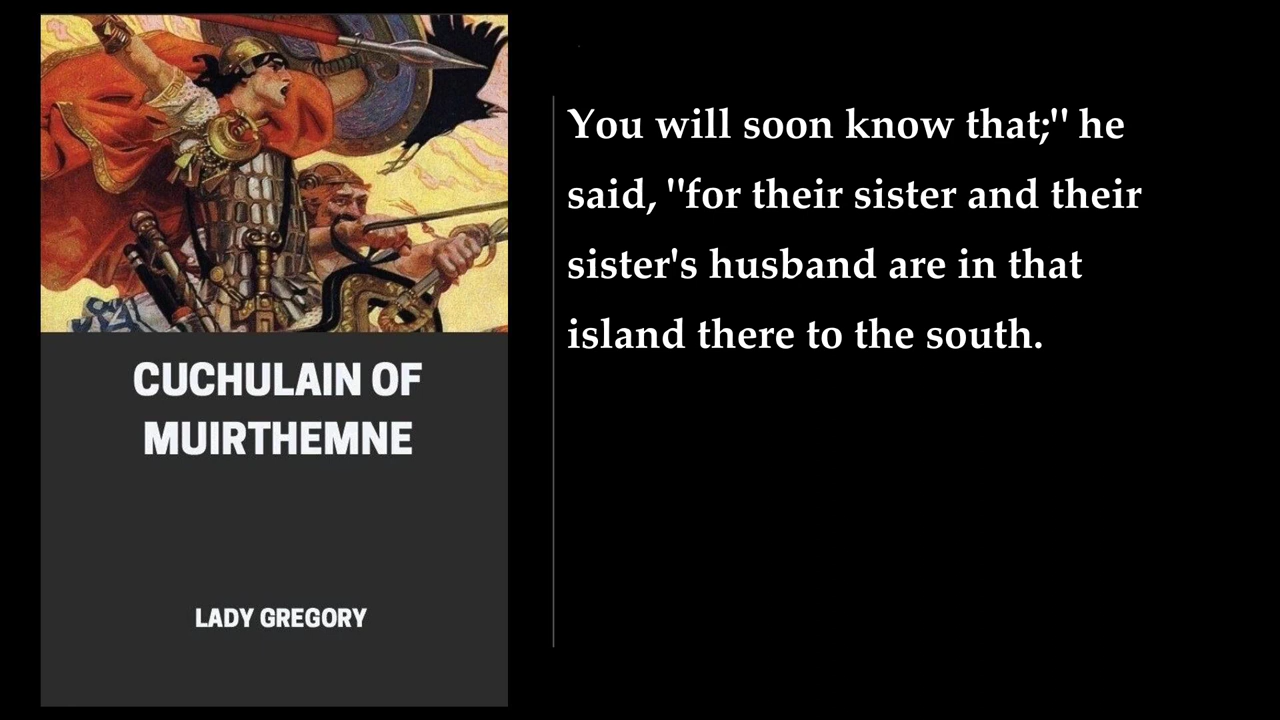 CUCHULAIN OF
MUIRTHEMNE
LADY GREGORY
You will soon know that;" he
said, "for their sister and their
sister's husband are in that
island there to the south.